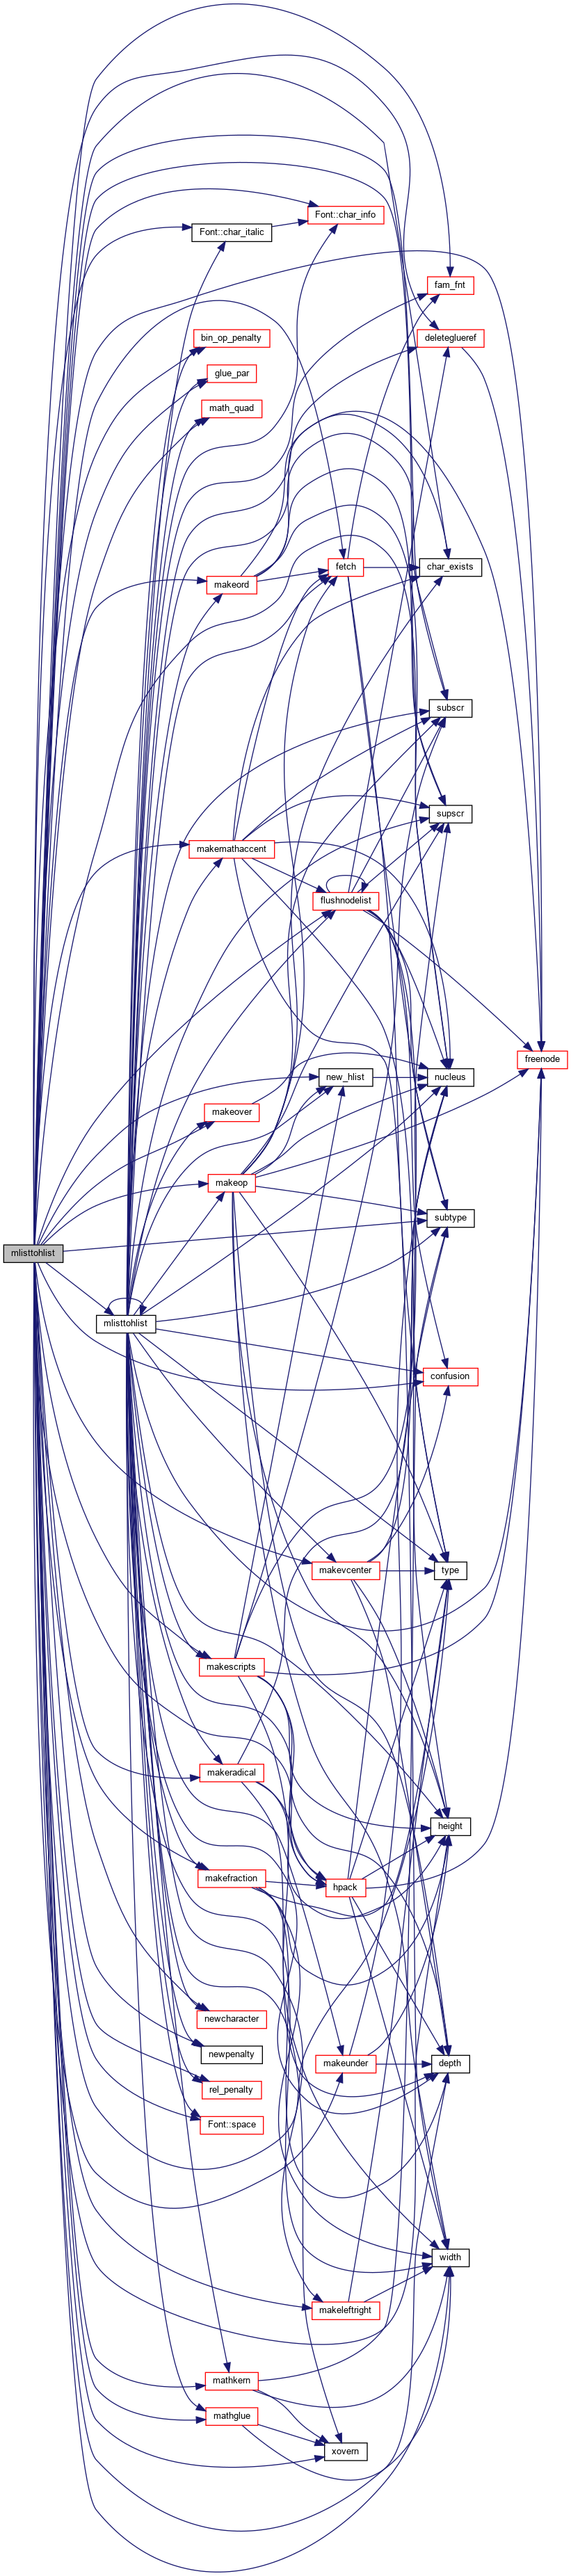 Font::char_info
Font::char_italic
fam_fnt
bin_op_penalty
deleteglueref
glue_par
math_quad
fetch
char_exists
makeord
subscr
supscr
makemathaccent
flushnodelist
freenode
new_hlist
nucleus
makeover
makeop
subtype
mlisttohlist
mlisttohlist
confusion
makevcenter
type
makescripts
makeradical
height
makefraction
hpack
newcharacter
newpenalty
makeunder
depth
rel_penalty
Font::space
width
makeleftright
mathkern
mathglue
xovern